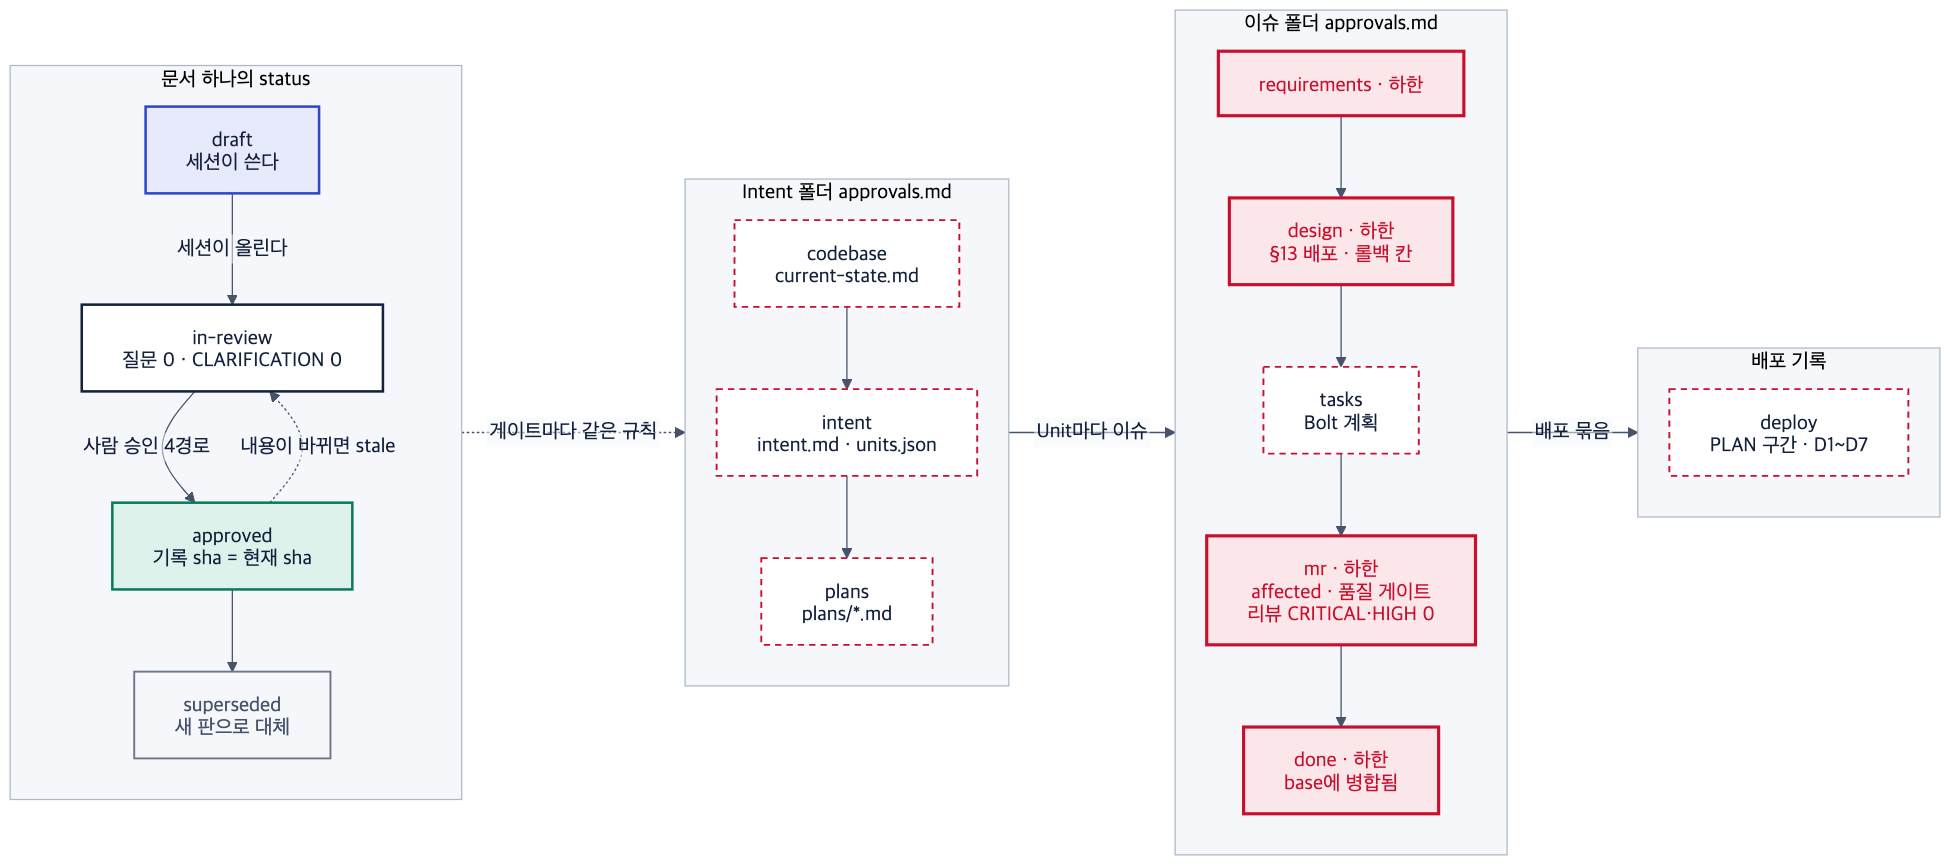 문서 하나의 status
draft
세션이 쓴다
세션이 올린다
in-review
질문 0 · CLARIFICATION 0
사람 승인 4경로
내용이 바뀌면 stale
approved
기록 sha = 현재 sha
superseded
새 판으로 대체
게이트마다 같은 규칙
Intent 폴더 approvals.md
codebase
current-state.md
intent
intent.md · units.json
plans
plans/*.md
Unit마다 이슈
이슈 폴더 approvals.md
requirements · 하한
design · 하한
§13 배포 · 롤백 칸
tasks
Bolt 계획
mr · 하한
affected · 품질 게이트
리뷰 CRITICAL·HIGH 0
done · 하한
base에 병합됨
배포 묶음
배포 기록
deploy
PLAN 구간 · D1~D7